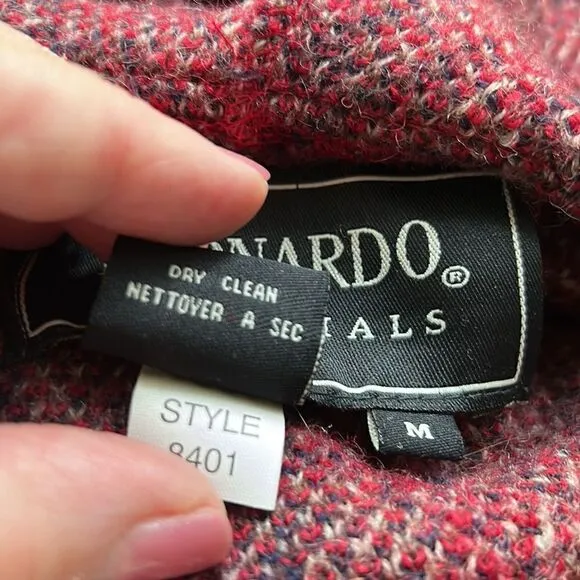 NARDO®
IALS
DRY CLEAN
NETTOYER A SEC
STYLE
8401
M